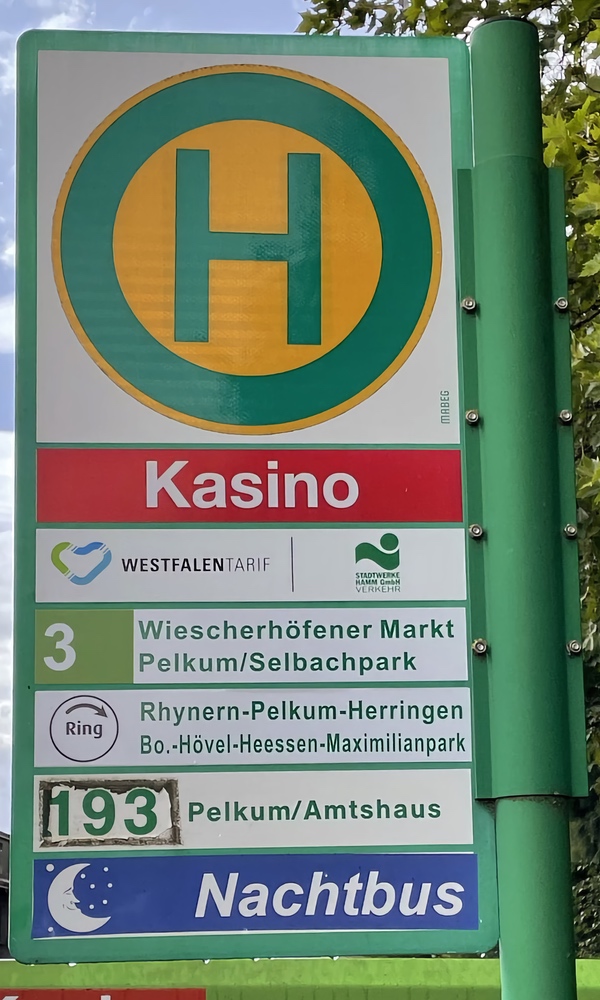 H
MABEG
Kasino
WESTFALENTARIF
STADTWERKE
HAMM GmbH
VERKEHR
3
Wiescherhöfener Markt
Pelkum/Selbachpark
Ring
Rhynern-Pelkum-Herringen
Bo.-Hövel-Heessen-Maximilianpark
193 Pelkum/Amtshaus
Nachtbus